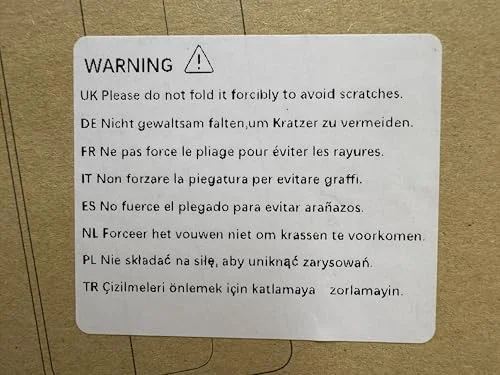 WARNING
UK Please do not fold it forcibly to avoid scratches.
DE Nicht gewaltsam falten,um Kratzer zu vermeiden.
FR Ne pas force le pliage pour éviter les rayures.
IT Non forzare la piegatura per evitare graffi.
ES No fuerce el plegado para evitar arañazos.
NL Forceer het vouwen niet om krassen te voorkomen.
PL Nie składać na siłę, aby uniknąć zarysowań.
TR Çizilmeleri önlemek için katlamaya zorlamayin.